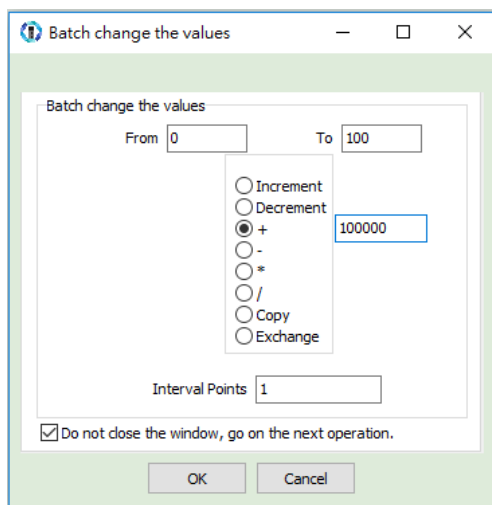 Batch change the values
Batch change the values
From 0 To 100
Increment
Decrement
+ 100000
-
*
/
Copy
Exchange
Interval Points 1
Do not close the window, go on the next operation.
OK Cancel